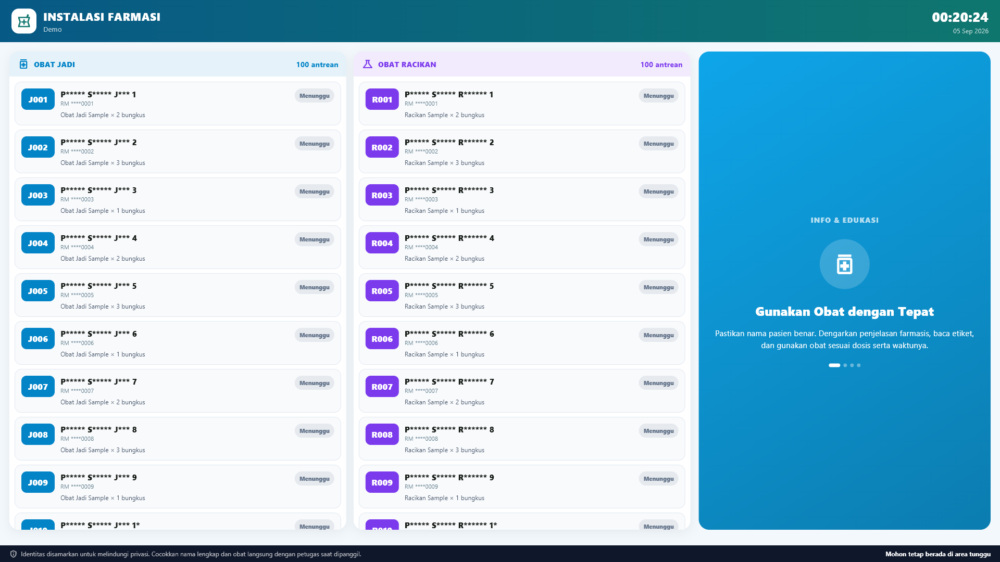 INSTALASI FARMASI
Demo
00:20:24
05 Sep 2026
OBAT JADI
100 antrean
J001
P***** S***** J*** 1
RM ****0001
Obat Jadi Sample × 2 bungkus
Menunggu
J002
P***** S***** J*** 2
RM ****0002
Obat Jadi Sample × 3 bungkus
Menunggu
J003
P***** S***** J*** 3
RM ****0003
Obat Jadi Sample × 1 bungkus
Menunggu
J004
P***** S***** J*** 4
RM ****0004
Obat Jadi Sample × 2 bungkus
Menunggu
J005
P***** S***** J*** 5
RM ****0005
Obat Jadi Sample × 3 bungkus
Menunggu
J006
P***** S***** J*** 6
RM ****0006
Obat Jadi Sample × 1 bungkus
Menunggu
J007
P***** S***** J*** 7
RM ****0007
Obat Jadi Sample × 2 bungkus
Menunggu
J008
P***** S***** J*** 8
RM ****0008
Obat Jadi Sample × 3 bungkus
Menunggu
J009
P***** S***** J*** 9
RM ****0009
Obat Jadi Sample × 1 bungkus
Menunggu
J010
P***** S***** J*** 1*
Menunggu
OBAT RACIKAN
100 antrean
R001
P***** S***** R****** 1
RM ****0001
Racikan Sample × 2 bungkus
Menunggu
R002
P***** S***** R****** 2
RM ****0002
Racikan Sample × 3 bungkus
Menunggu
R003
P***** S***** R****** 3
RM ****0003
Racikan Sample × 1 bungkus
Menunggu
R004
P***** S***** R****** 4
RM ****0004
Racikan Sample × 2 bungkus
Menunggu
R005
P***** S***** R****** 5
RM ****0005
Racikan Sample × 3 bungkus
Menunggu
R006
P***** S***** R****** 6
RM ****0006
Racikan Sample × 1 bungkus
Menunggu
R007
P***** S***** R****** 7
RM ****0007
Racikan Sample × 2 bungkus
Menunggu
R008
P***** S***** R****** 8
RM ****0008
Racikan Sample × 3 bungkus
Menunggu
R009
P***** S***** R****** 9
RM ****0009
Racikan Sample × 1 bungkus
Menunggu
R010
P***** S***** R****** 1*
Menunggu
INFO & EDUKASI
Gunakan Obat dengan Tepat
Pastikan nama pasien benar. Dengarkan penjelasan farmasis, baca etiket,
dan gunakan obat sesuai dosis serta waktunya.
Identitas disamarkan untuk melindungi privasi. Cocokkan nama lengkap dan obat langsung dengan petugas saat dipanggil.
Mohon tetap berada di area tunggu